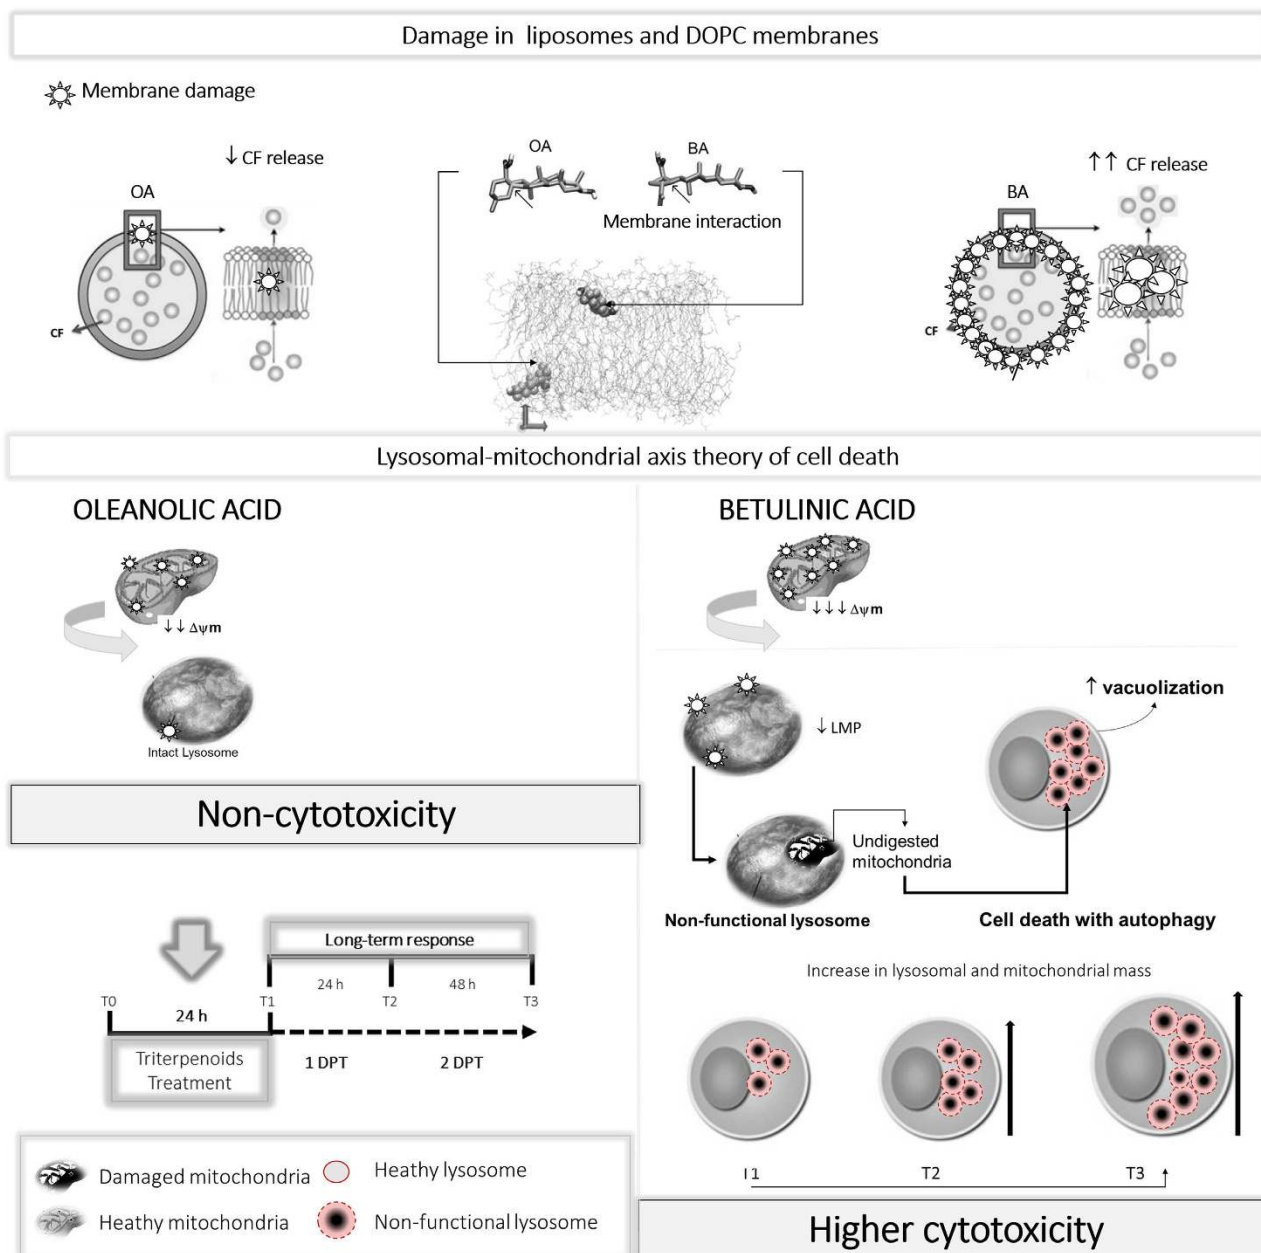 Damage in liposomes and DOPC membranes
Membrane damage
↓ CF release
OA
CF
OA
BA
Membrane interaction
↑↑ CF release
BA
CF
Lysosomal-mitochondrial axis theory of cell death
OLEANOLIC ACID
↓↓ Δψm
Intact Lysosome
Non-cytotoxicity
BETULINIC ACID
↓↓↓ Δψm
↓ LMP
↑ vacuolization
Undigested
mitochondria
Non-functional lysosome
Cell death with autophagy
Long-term response
24 h
48 h
T0
T1
T2
T3
24 h
Triterpenoids
Treatment
1 DPT
2 DPT
Increase in lysosomal and mitochondrial mass
T1
T2
T3
Damaged mitochondria
Heathy lysosome
Heathy mitochondria
Non-functional lysosome
Higher cytotoxicity